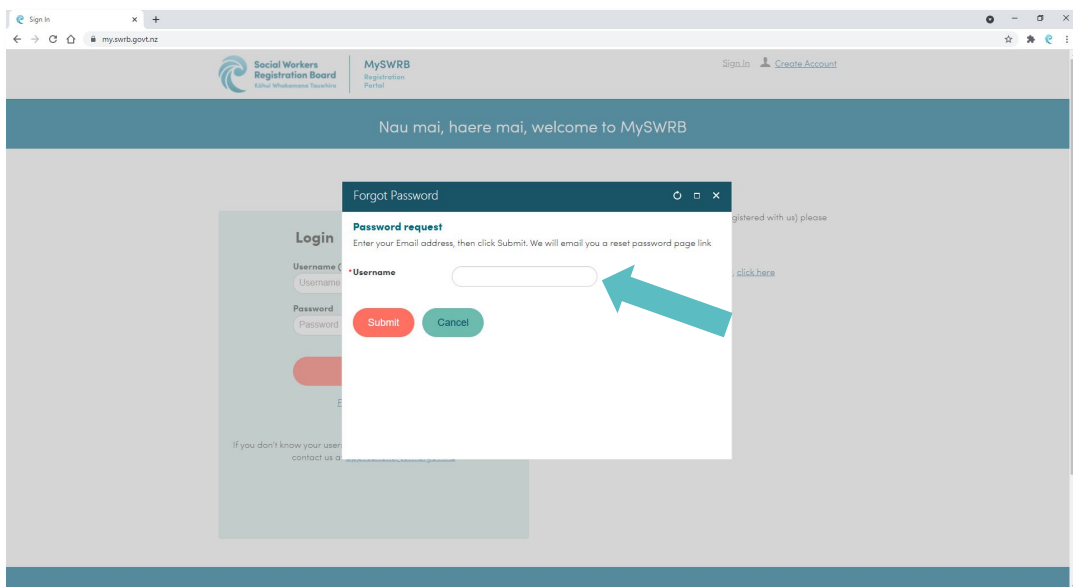 Sign In
my.swrb.govt.nz
Social Workers
Registration Board
Kāhui Whakamana Tauwhiro
MySWRB
Registration
Portal
Sign In
Create Account
Nau mai, haere mai, welcome to MySWRB
Forgot Password
Password request
Enter your Email address, then click Submit. We will email you a reset password page link
*Username
Submit
Cancel
gistered with us) please
, click here
Login
Username (
Username
Password
Password
If you don't know your user
contact us a